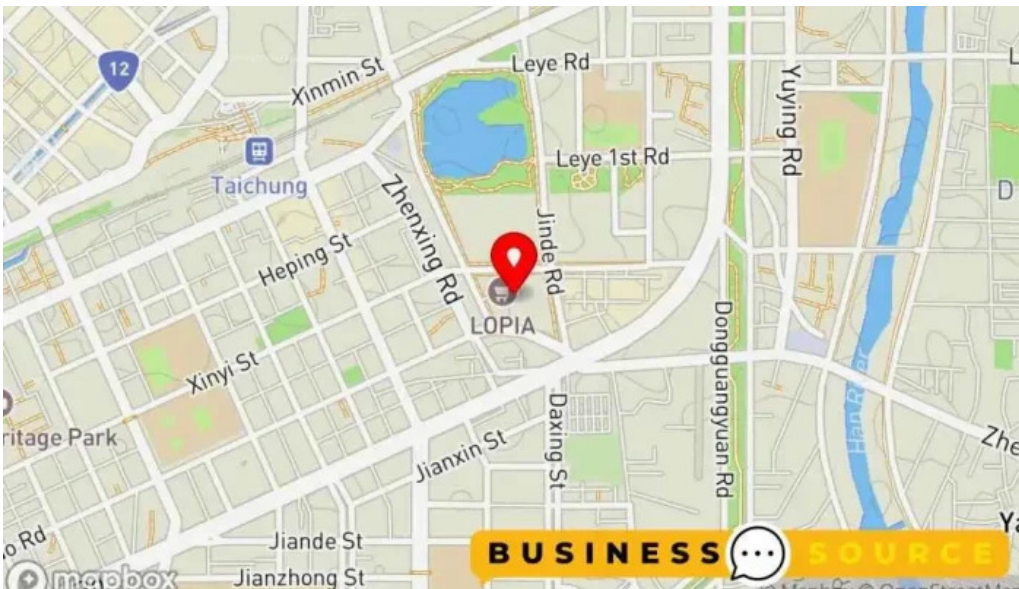 12
Xinmin St
Leye Rd
Yuying Rd
Leye 1st Rd
Taichung
Zhenxing Rd
Jinde Rd
Heping St
LOPIA
Dongguangyuan Rd
Xinyi St
Han River
ritage Park
Daxing St
Jianxin St
Zhe
Ya
o Rd
Jiande St
BUSINESS SOURCE
mapbox
Jianzhong St
© OpenStreetMap